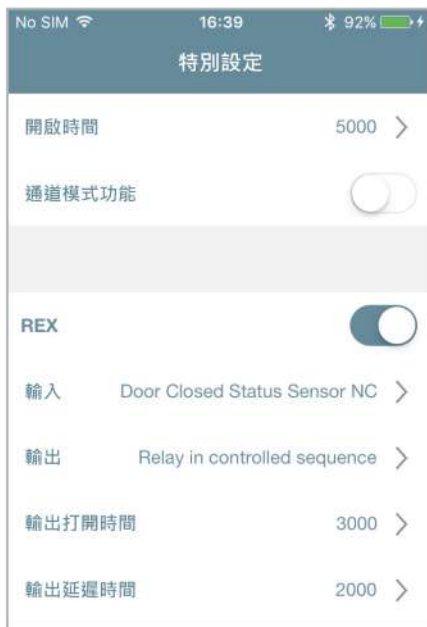 No SIM 16:39 92%
特別設定
開啟時間 5000
通道模式功能
REX
輸入 Door Closed Status Sensor NC
輸出 Relay in controlled sequence
輸出打開時間 3000
輸出延遲時間 2000